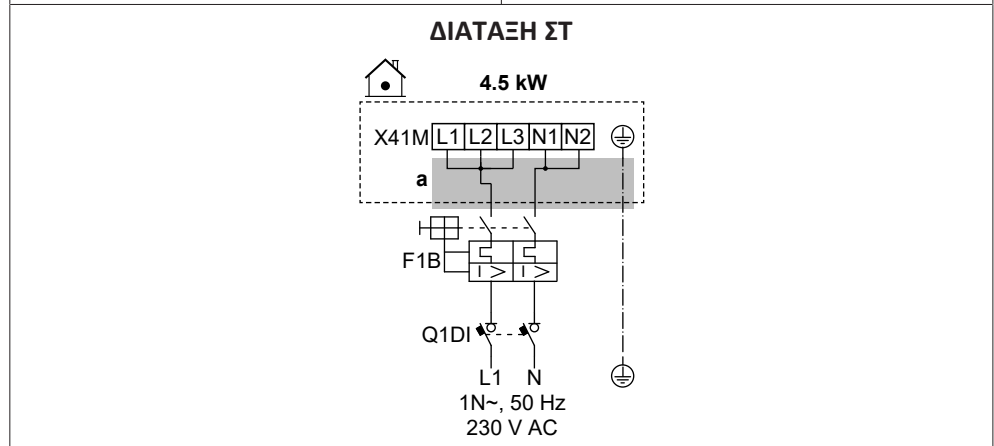 ΔΙΑΤΑΞΗ ΣΤ
4.5 kW
X41M L1 L2 L3 N1 N2
a
F1B
I > I >
Q1DI
L1 N
1N~, 50 Hz
230 V AC